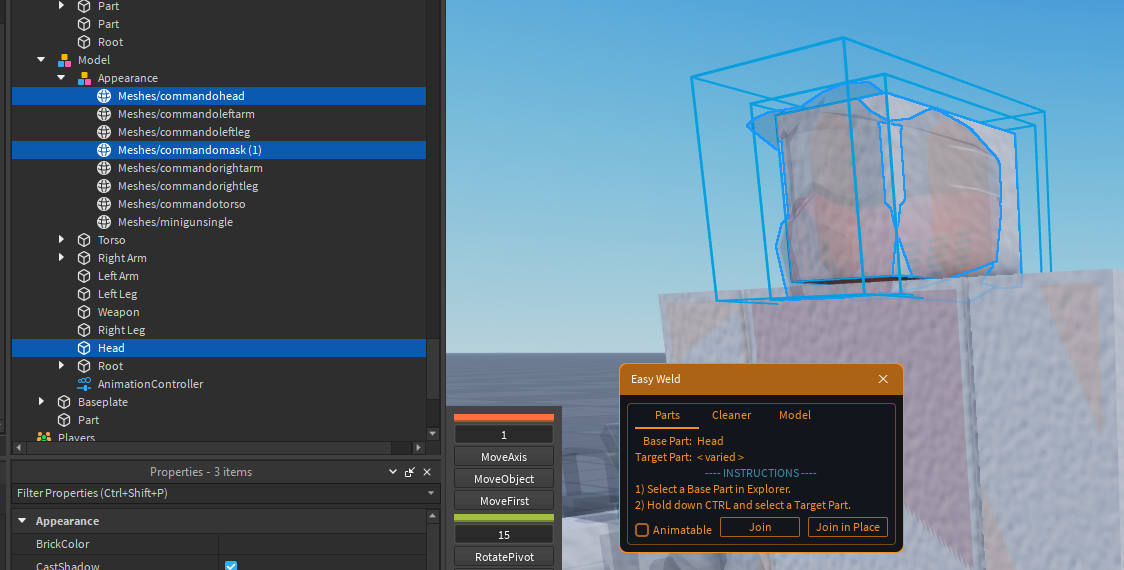 Part
Part
Root
Model
Appearance
Meshes/commandohead
Meshes/commandoleftarm
Meshes/commandoleftleg
Meshes/commandomask (1)
Meshes/commandorightarm
Meshes/commandorightleg
Meshes/commandotorso
Meshes/minigunsingle
Torso
Right Arm
Left Arm
Left Leg
Weapon
Right Leg
Head
Root
AnimationController
Baseplate
Part
Players
Properties - 3 items
Filter Properties (Ctrl+Shift+P)
Appearance
BrickColor
CastShadow
1
MoveAxis
MoveObject
MoveFirst
15
RotatePivot
Easy Weld
Parts Cleaner Model
Base Part: Head
Target Part: < varied >
---- INSTRUCTIONS ----
1) Select a Base Part in Explorer.
2) Hold down CTRL and select a Target Part.
Animatable Join Join in Place